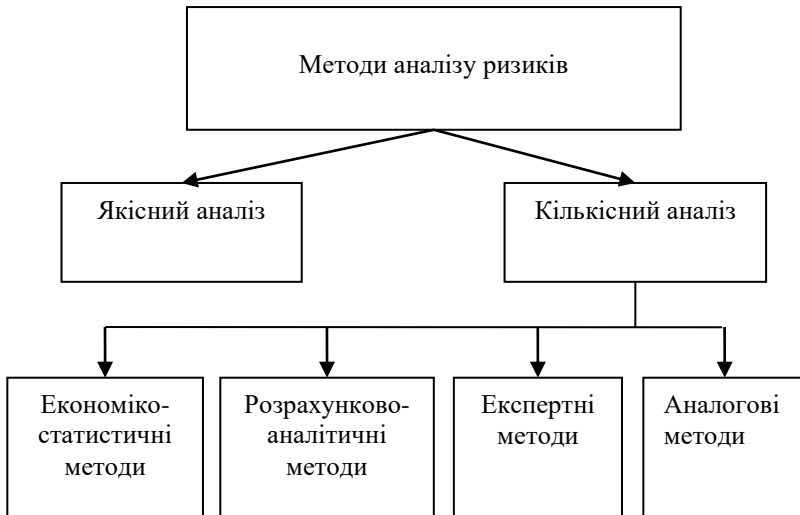 Методи аналізу ризиків
Якісний аналіз
Кількісний аналіз
Економіко-
статистичні
методи
Розрахунково-
аналітичні
методи
Експертні
методи
Аналогові
методи